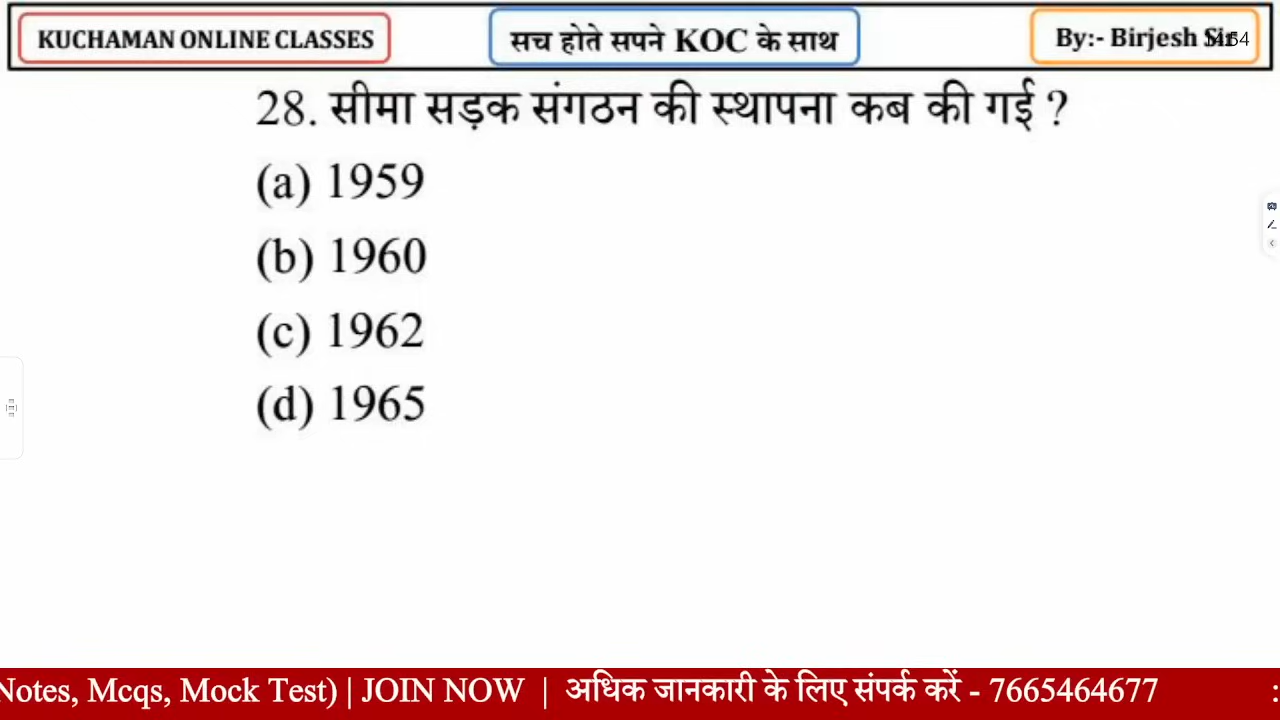 KUCHAMAN ONLINE CLASSES
सच होते सपने KOC के साथ
By:- Birjesh Sir
28. सीमा सड़क संगठन की स्थापना कब की गई ?
(a) 1959
(b) 1960
(c) 1962
(d) 1965
Notes, Mcqs, Mock Test) | JOIN NOW | अधिक जानकारी के लिए संपर्क करें - 7665464677